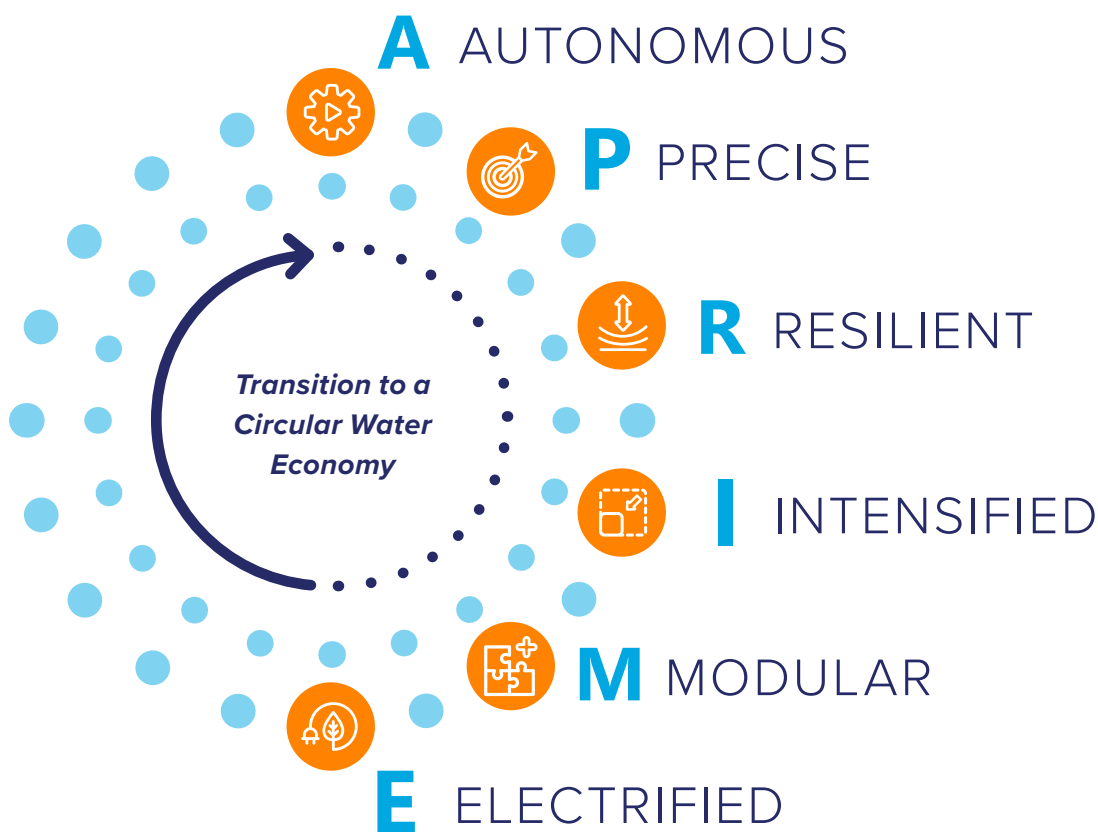 A AUTONOMOUS
P PRECISE
R RESILIENT
Transition to a
Circular Water
Economy
I INTENSIFIED
M MODULAR
E ELECTRIFIED